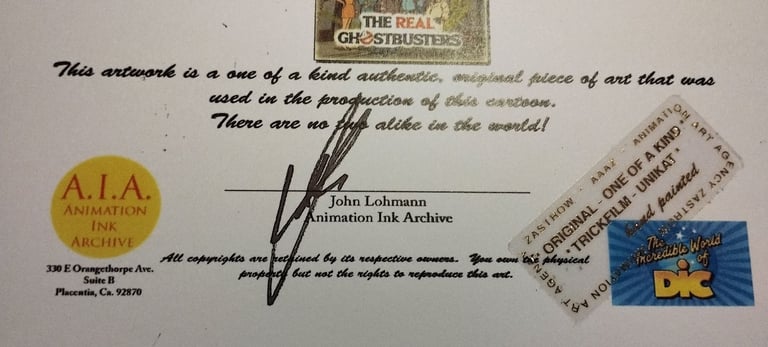 THE REAL
GHOSTBUSTERS
This artwork is a one of a kind authentic, original piece of art that was
used in the production of this cartoon.
There are no two alike in the world!
A.I.A.
ANIMATION
INK
ARCHIVE
330 E Orangethorpe Ave.
Suite B
Placentia, Ca. 92870
John Lohmann
Animation Ink Archive
All copyrights are retained by its respective owners. You own the physical
property but not the rights to reproduce this art.
ZASTROW · AAAZ · ANIMATION ART AGENCY
ORIGINAL - ONE OF A KIND
TRICKFILM - UNIKAT
painted
ANIMATION ART AGENCY
The
Incredible World
of
DIC